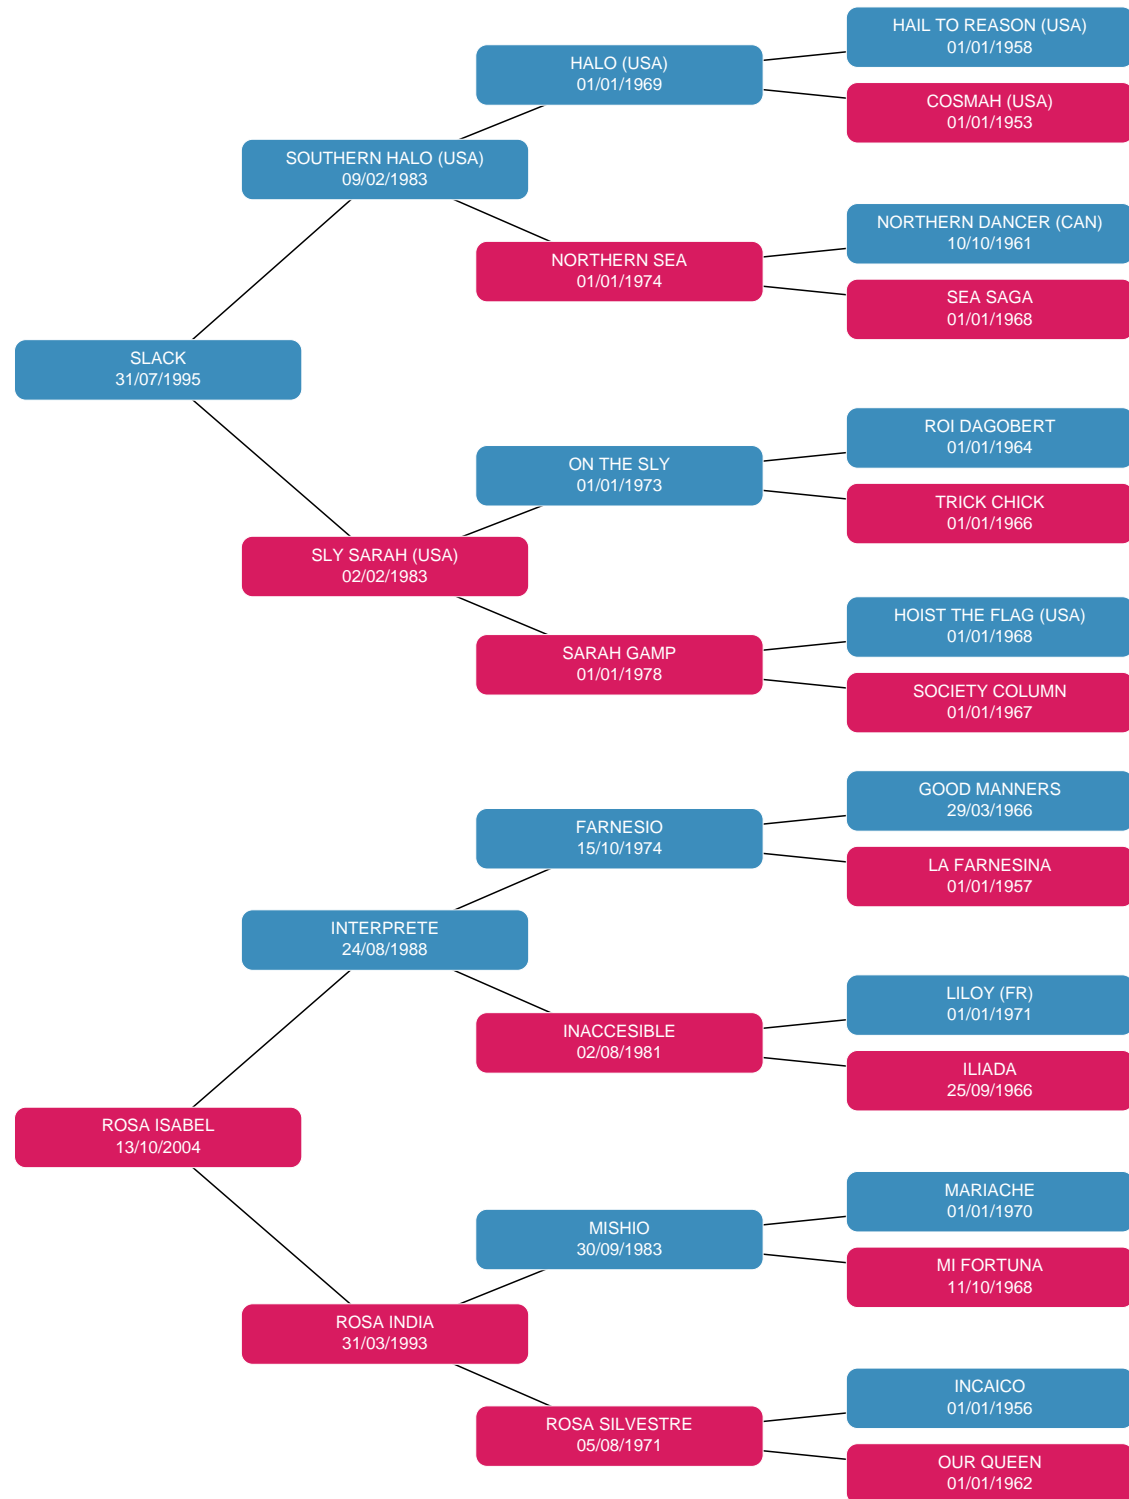 HAIL TO REASON (USA)
01/01/1958
HALO (USA)
01/01/1969
COSMAH (USA)
01/01/1953
SOUTHERN HALO (USA)
09/02/1983
NORTHERN DANCER (CAN)
10/10/1961
NORTHERN SEA
01/01/1974
SEA SAGA
01/01/1968
SLACK
31/07/1995
ROI DAGOBERT
01/01/1964
ON THE SLY
01/01/1973
TRICK CHICK
01/01/1966
SLY SARAH (USA)
02/02/1983
HOIST THE FLAG (USA)
01/01/1968
SARAH GAMP
01/01/1978
SOCIETY COLUMN
01/01/1967
GOOD MANNERS
29/03/1966
FARNESIO
15/10/1974
LA FARNESINA
01/01/1957
INTERPRETE
24/08/1988
LILOY (FR)
01/01/1971
INACCESIBLE
02/08/1981
ILIADA
25/09/1966
ROSA ISABEL
13/10/2004
MARIACHE
01/01/1970
MISHIO
30/09/1983
MI FORTUNA
11/10/1968
ROSA INDIA
31/03/1993
INCAICO
01/01/1956
ROSA SILVESTRE
05/08/1971
OUR QUEEN
01/01/1962